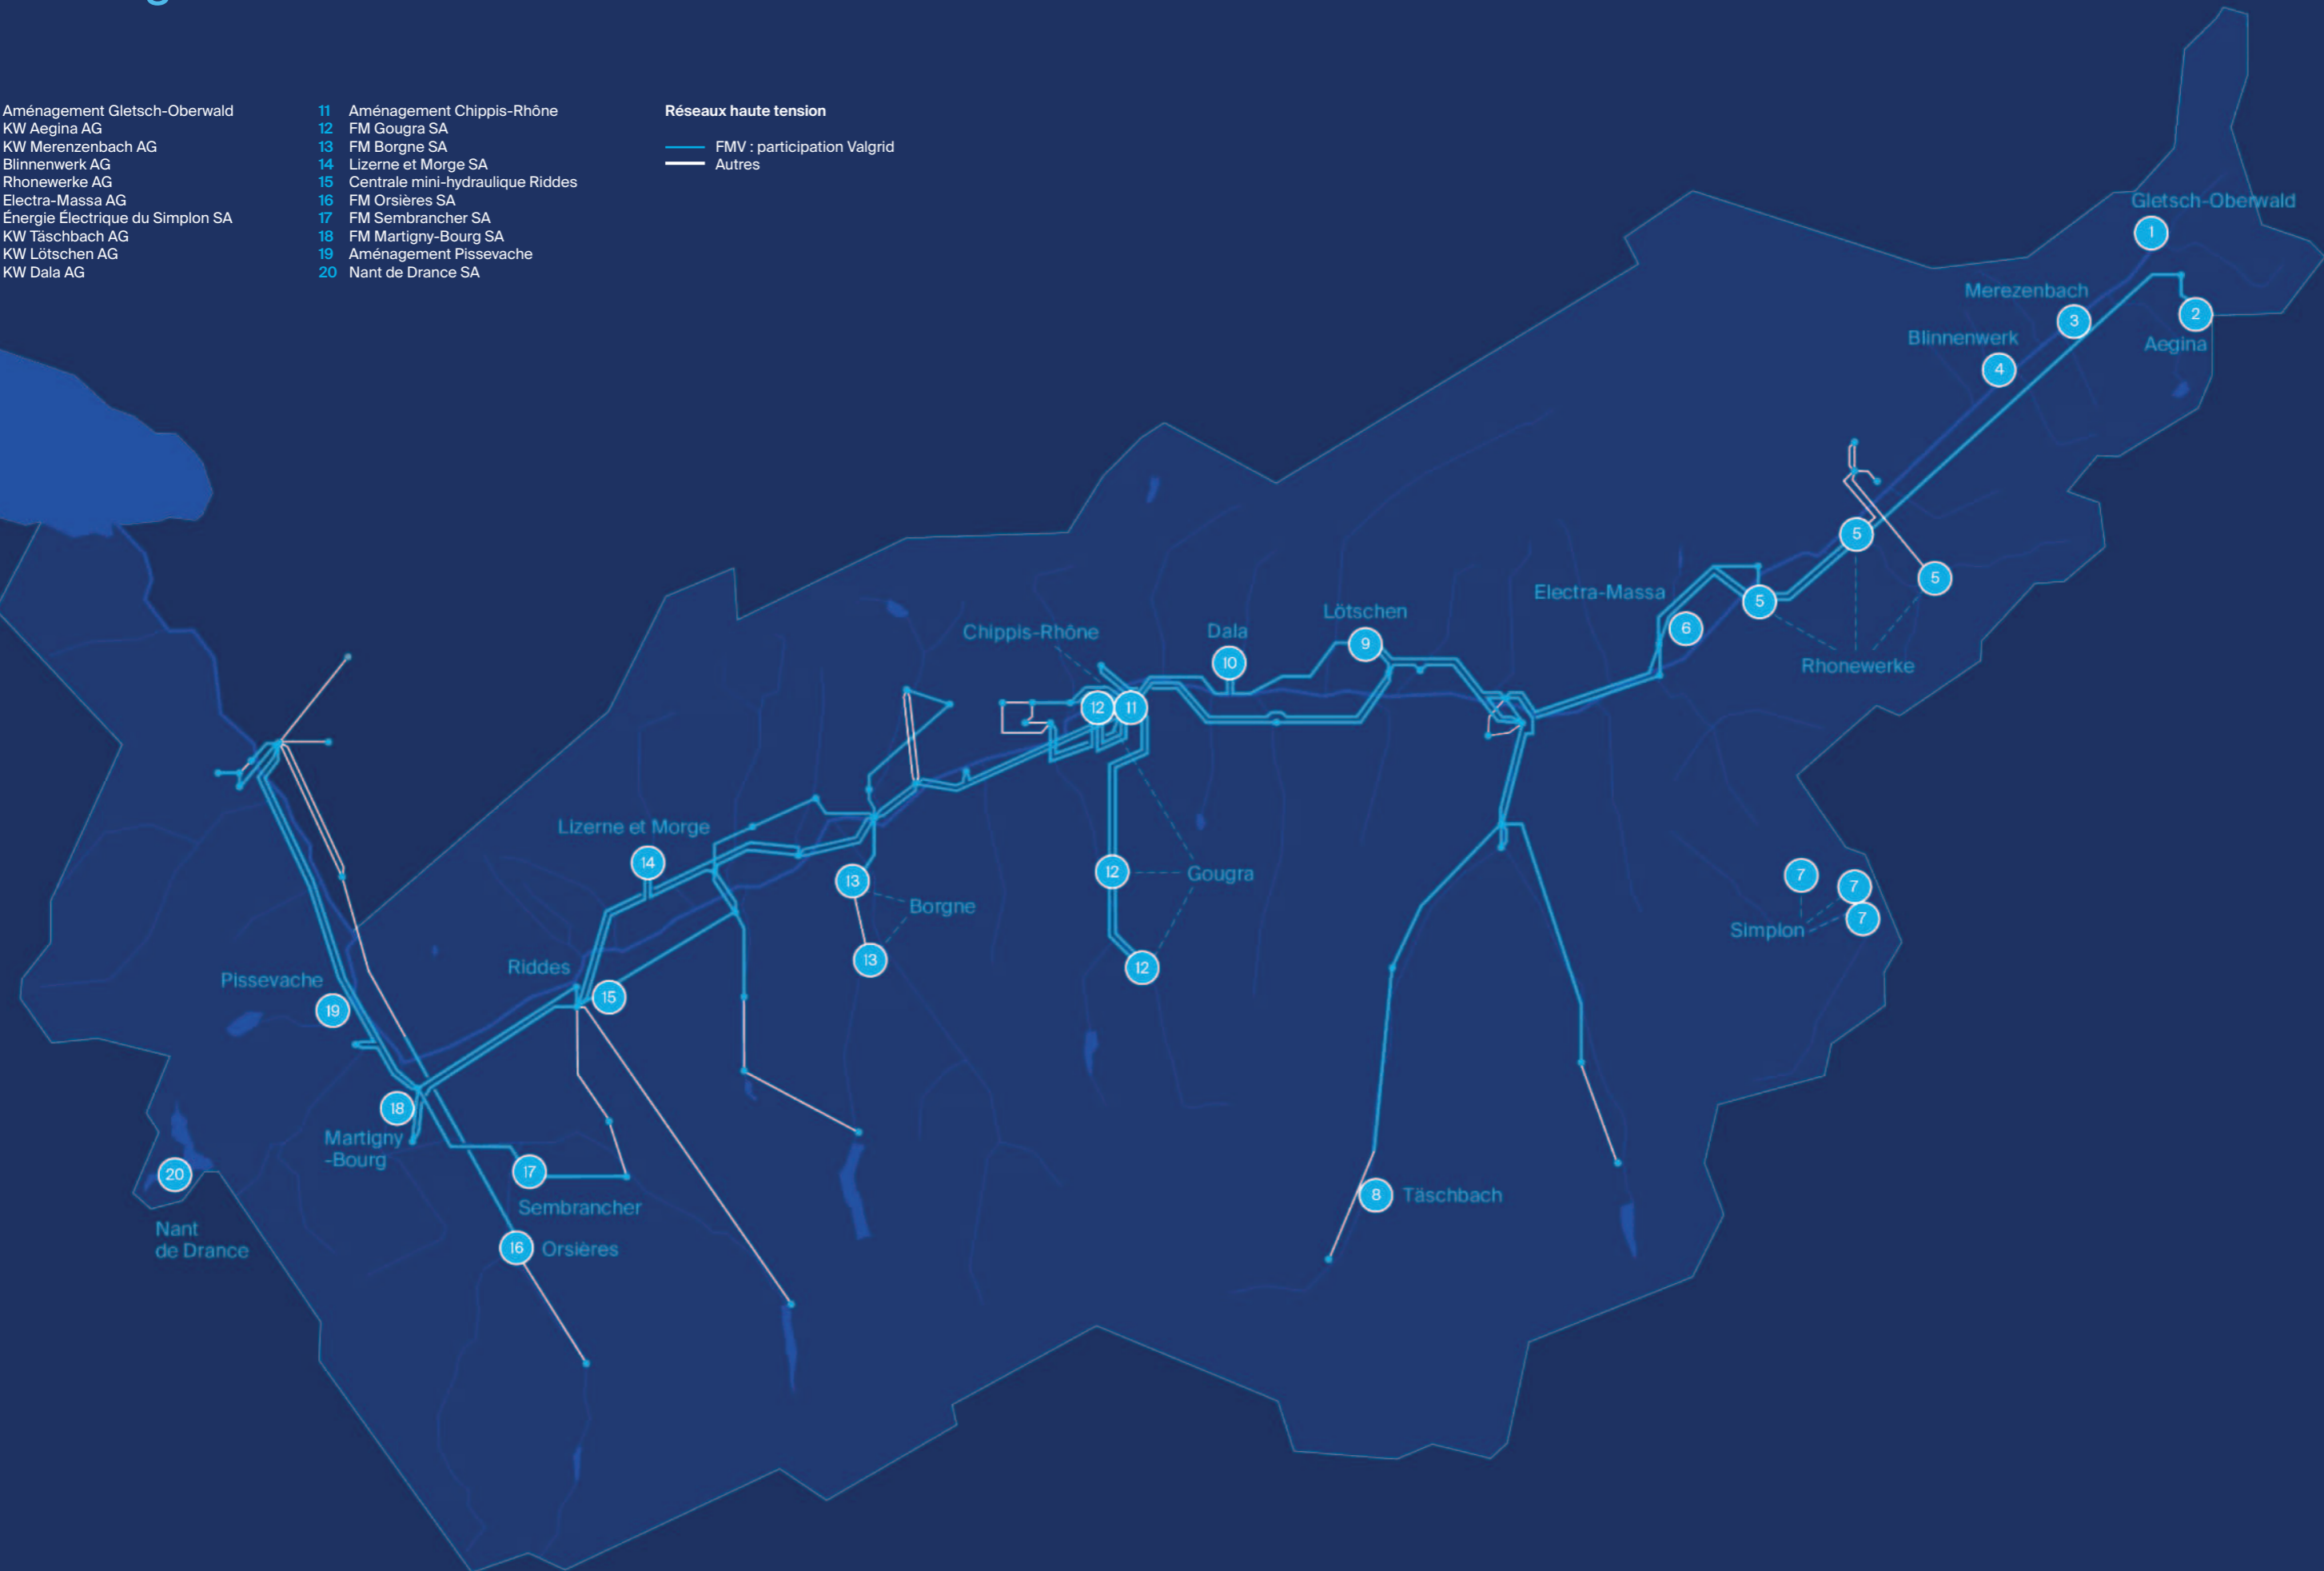 Aménagement Gletsch-Oberwald
KW Aegina AG
KW Merenzenbach AG
Blinnenwerk AG
Rhonewerke AG
Electra-Massa AG
Énergie Électrique du Simplon SA
KW Täschbach AG
KW Lötschen AG
KW Dala AG
11 Aménagement Chippis-Rhône
12 FM Gougra SA
13 FM Borgne SA
14 Lizerne et Morge SA
15 Centrale mini-hydraulique Riddes
16 FM Orsières SA
17 FM Sembrancher SA
18 FM Martigny-Bourg SA
19 Aménagement Pissevache
20 Nant de Drance SA
Réseaux haute tension
FMV : participation Valgrid
Autres
Gletsch-Oberwald
1
Merezenbach
3
2
Aegina
Blinnenwerk
4
5
5
5
Rhonewerke
Electra-Massa
6
Lötschen
9
Dala
10
Chippis-Rhône
12
11
12
Gougra
12
7
7
7
Simplon
Lizerne et Morge
14
13
Borgne
13
Riddes
15
Pissevache
19
18
Martigny
-Bourg
17
Sembrancher
16
Orsières
20
Nant
de Drance
8
Täschbach